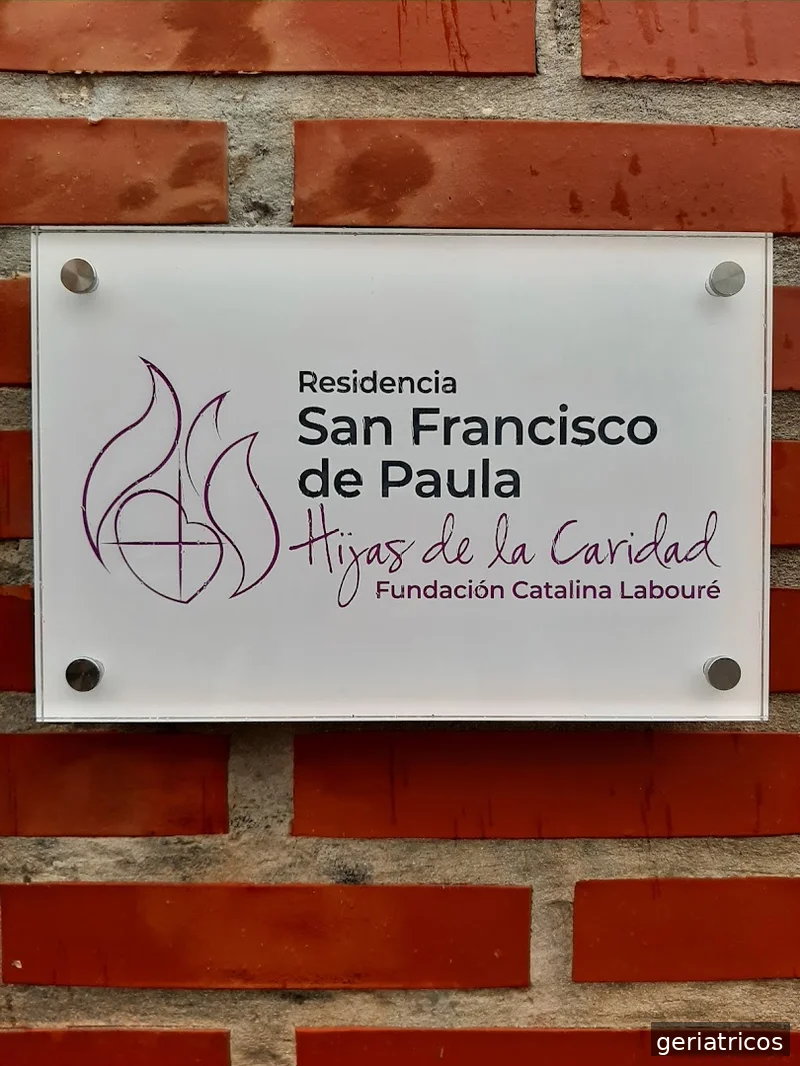 Residencia
San Francisco
de Paula
Hijas de la Caridad
Fundación Catalina Labouré
geriatricos